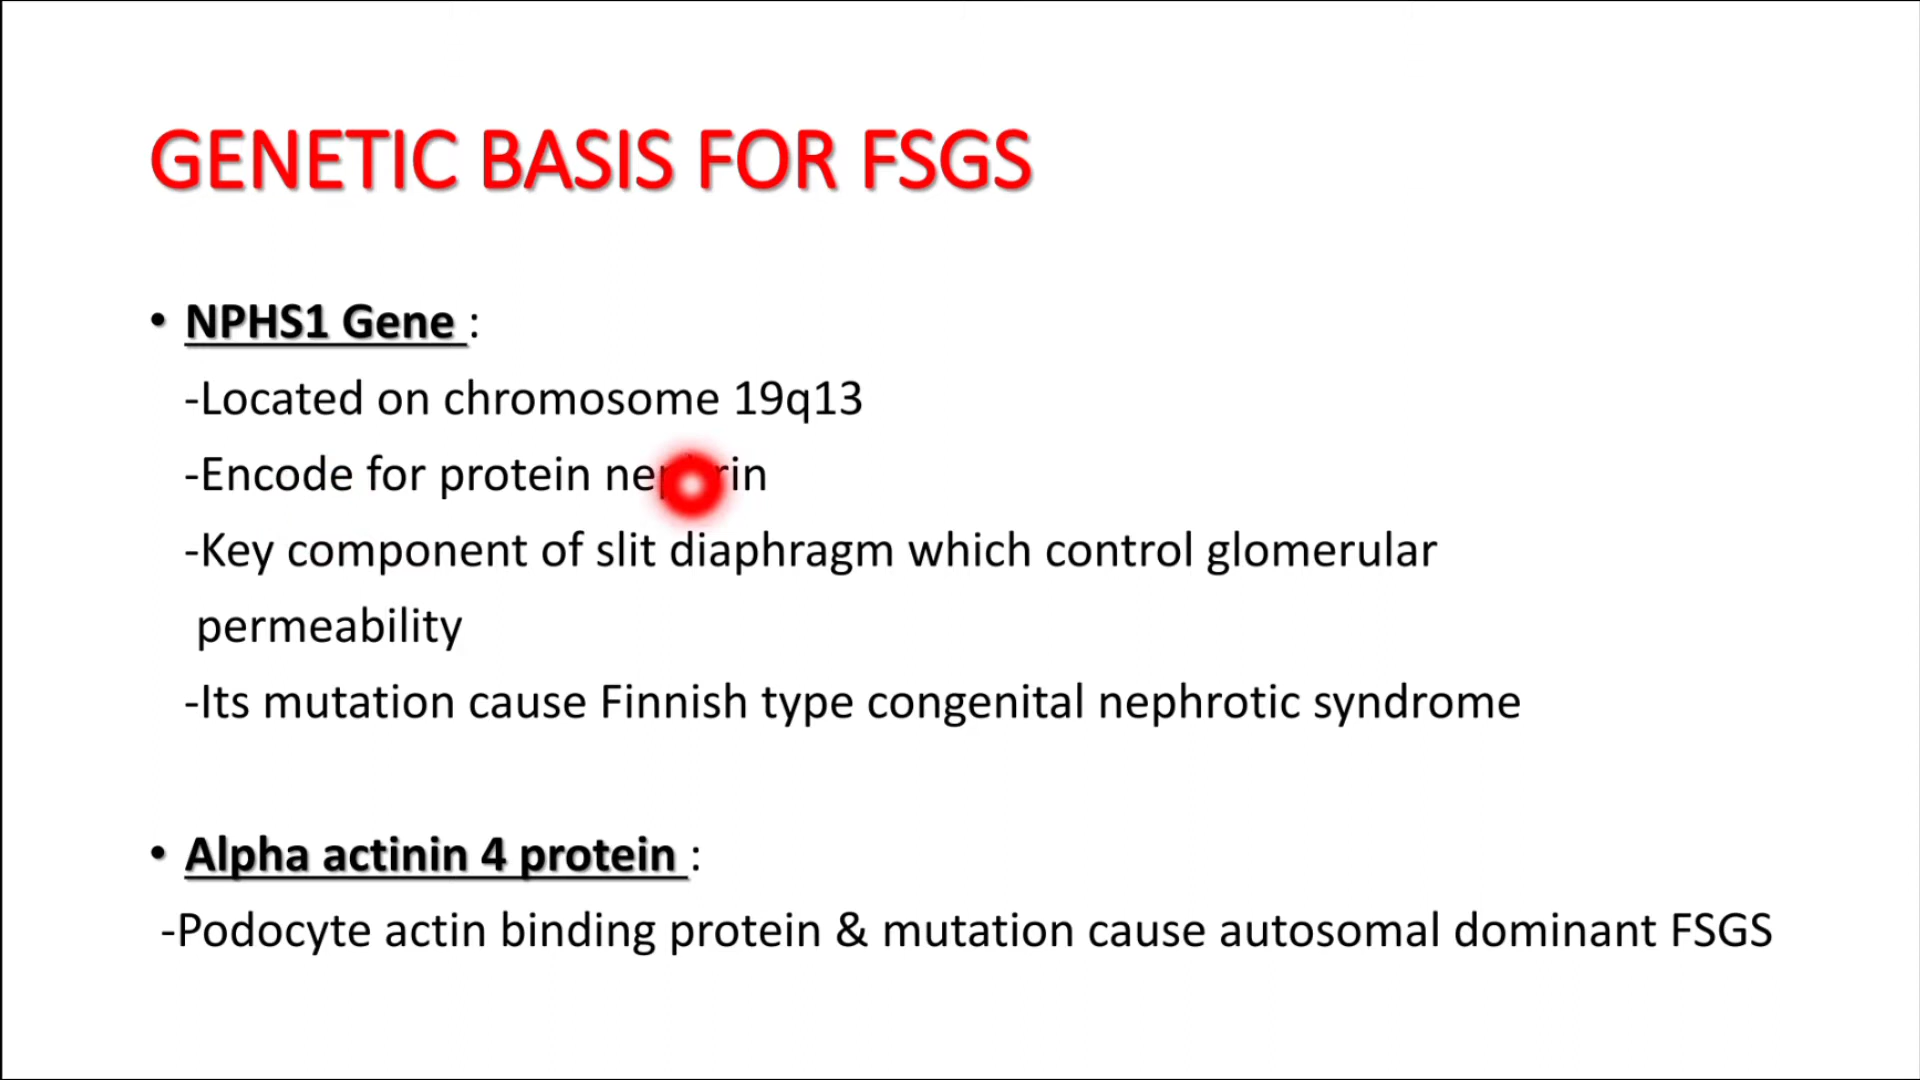 GENETIC BASIS FOR FSGS
• NPHS1 Gene :
-Located on chromosome 19q13
-Encode for protein
-Key component of slit diaphragm which control glomerular
permeability
-Its mutation cause Finnish type congenital nephrotic syndrome
• Alpha actinin 4 protein :
-Podocyte actin binding protein & mutation cause autosomal dominant FSGS